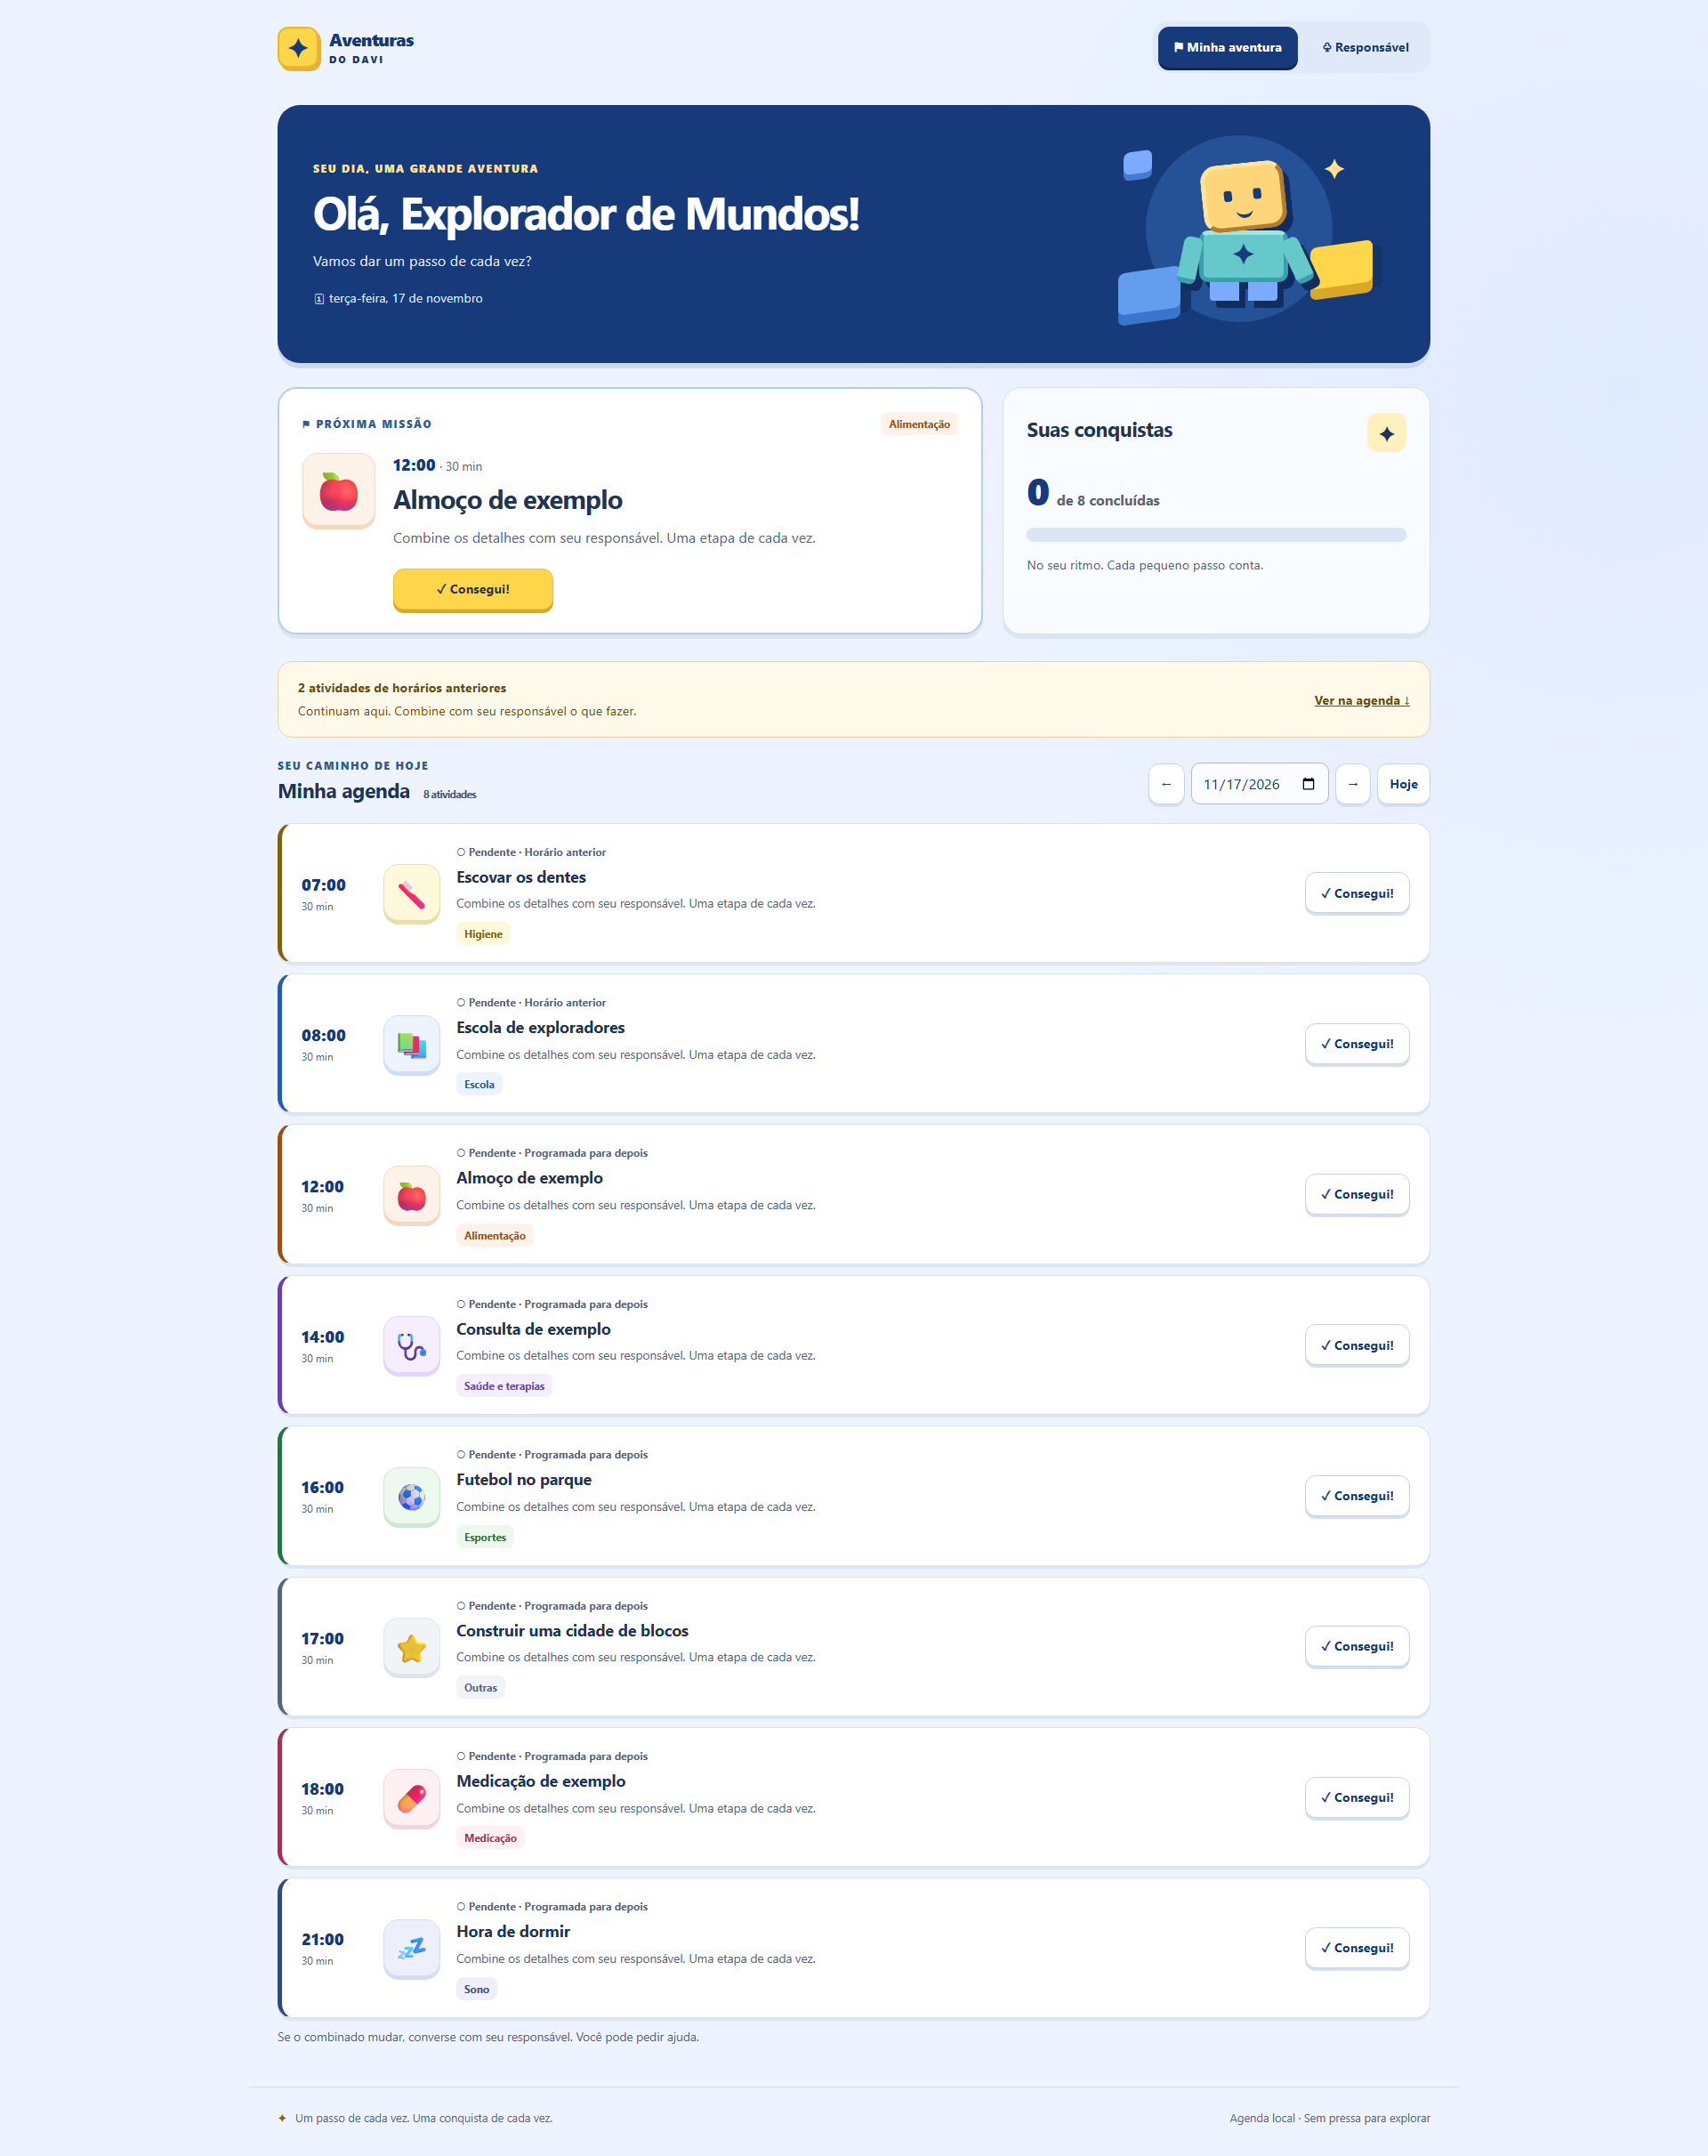 Aventuras
DO DAVI
Minha aventura
Responsável
SEU DIA, UMA GRANDE AVENTURA
Olá, Explorador de Mundos!
Vamos dar um passo de cada vez?
terça-feira, 17 de novembro
PRÓXIMA MISSÃO
Alimentação
12:00 · 30 min
Almoço de exemplo
Combine os detalhes com seu responsável. Uma etapa de cada vez.
✓ Consegui!
Suas conquistas
0 de 8 concluídas
No seu ritmo. Cada pequeno passo conta.
2 atividades de horários anteriores
Continuam aqui. Combine com seu responsável o que fazer.
Ver na agenda ↓
SEU CAMINHO DE HOJE
Minha agenda 8 atividades
← 11/17/2026 → Hoje
○ Pendente · Horário anterior
07:00
30 min
Escovar os dentes
Combine os detalhes com seu responsável. Uma etapa de cada vez.
Higiene
✓ Consegui!
○ Pendente · Horário anterior
08:00
30 min
Escola de exploradores
Combine os detalhes com seu responsável. Uma etapa de cada vez.
Escola
✓ Consegui!
○ Pendente · Programada para depois
12:00
30 min
Almoço de exemplo
Combine os detalhes com seu responsável. Uma etapa de cada vez.
Alimentação
✓ Consegui!
○ Pendente · Programada para depois
14:00
30 min
Consulta de exemplo
Combine os detalhes com seu responsável. Uma etapa de cada vez.
Saúde e terapias
✓ Consegui!
○ Pendente · Programada para depois
16:00
30 min
Futebol no parque
Combine os detalhes com seu responsável. Uma etapa de cada vez.
Esportes
✓ Consegui!
○ Pendente · Programada para depois
17:00
30 min
Construir uma cidade de blocos
Combine os detalhes com seu responsável. Uma etapa de cada vez.
Outras
✓ Consegui!
○ Pendente · Programada para depois
18:00
30 min
Medicação de exemplo
Combine os detalhes com seu responsável. Uma etapa de cada vez.
Medicação
✓ Consegui!
○ Pendente · Programada para depois
21:00
30 min
Hora de dormir
Combine os detalhes com seu responsável. Uma etapa de cada vez.
Sono
✓ Consegui!
Se o combinado mudar, converse com seu responsável. Você pode pedir ajuda.
✦ Um passo de cada vez. Uma conquista de cada vez.
Agenda local · Sem pressa para explorar